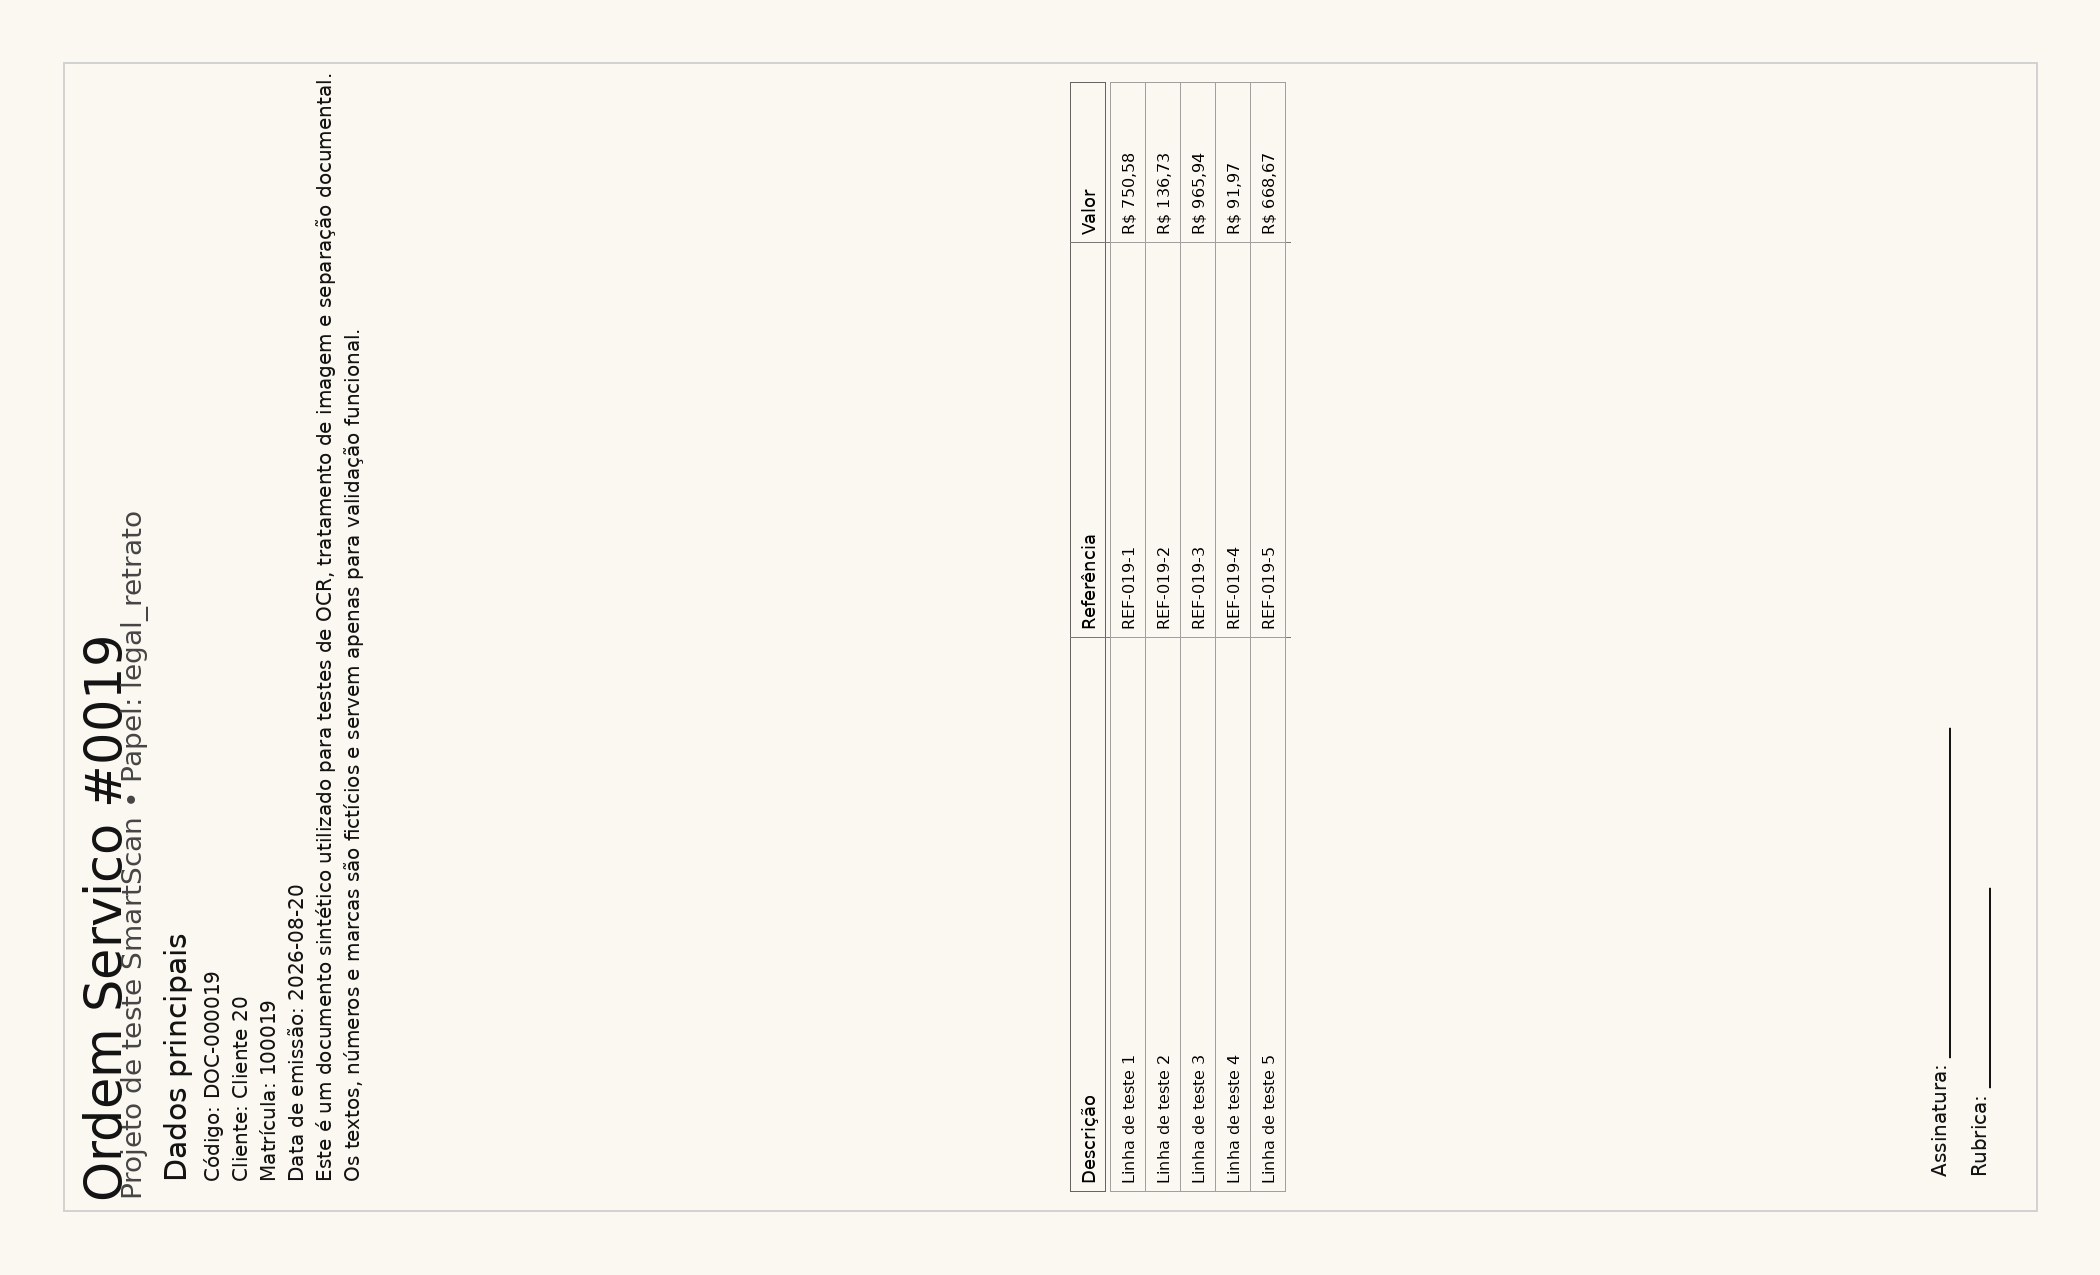 Ordem Servico #0019
Projeto de teste SmartScan • Papel: legal_retrato
Dados principais
Código: DOC-000019
Cliente: Cliente 20
Matrícula: 100019
Data de emissão: 2026-08-20
Este é um documento sintético utilizado para testes de OCR, tratamento de imagem e separação documental.
Os textos, números e marcas são fictícios e servem apenas para validação funcional.
Descrição Referência Valor
Linha de teste 1 REF-019-1 R$ 750,58
Linha de teste 2 REF-019-2 R$ 136,73
Linha de teste 3 REF-019-3 R$ 965,94
Linha de teste 4 REF-019-4 R$ 91,97
Linha de teste 5 REF-019-5 R$ 668,67
Assinatura:
Rubrica: